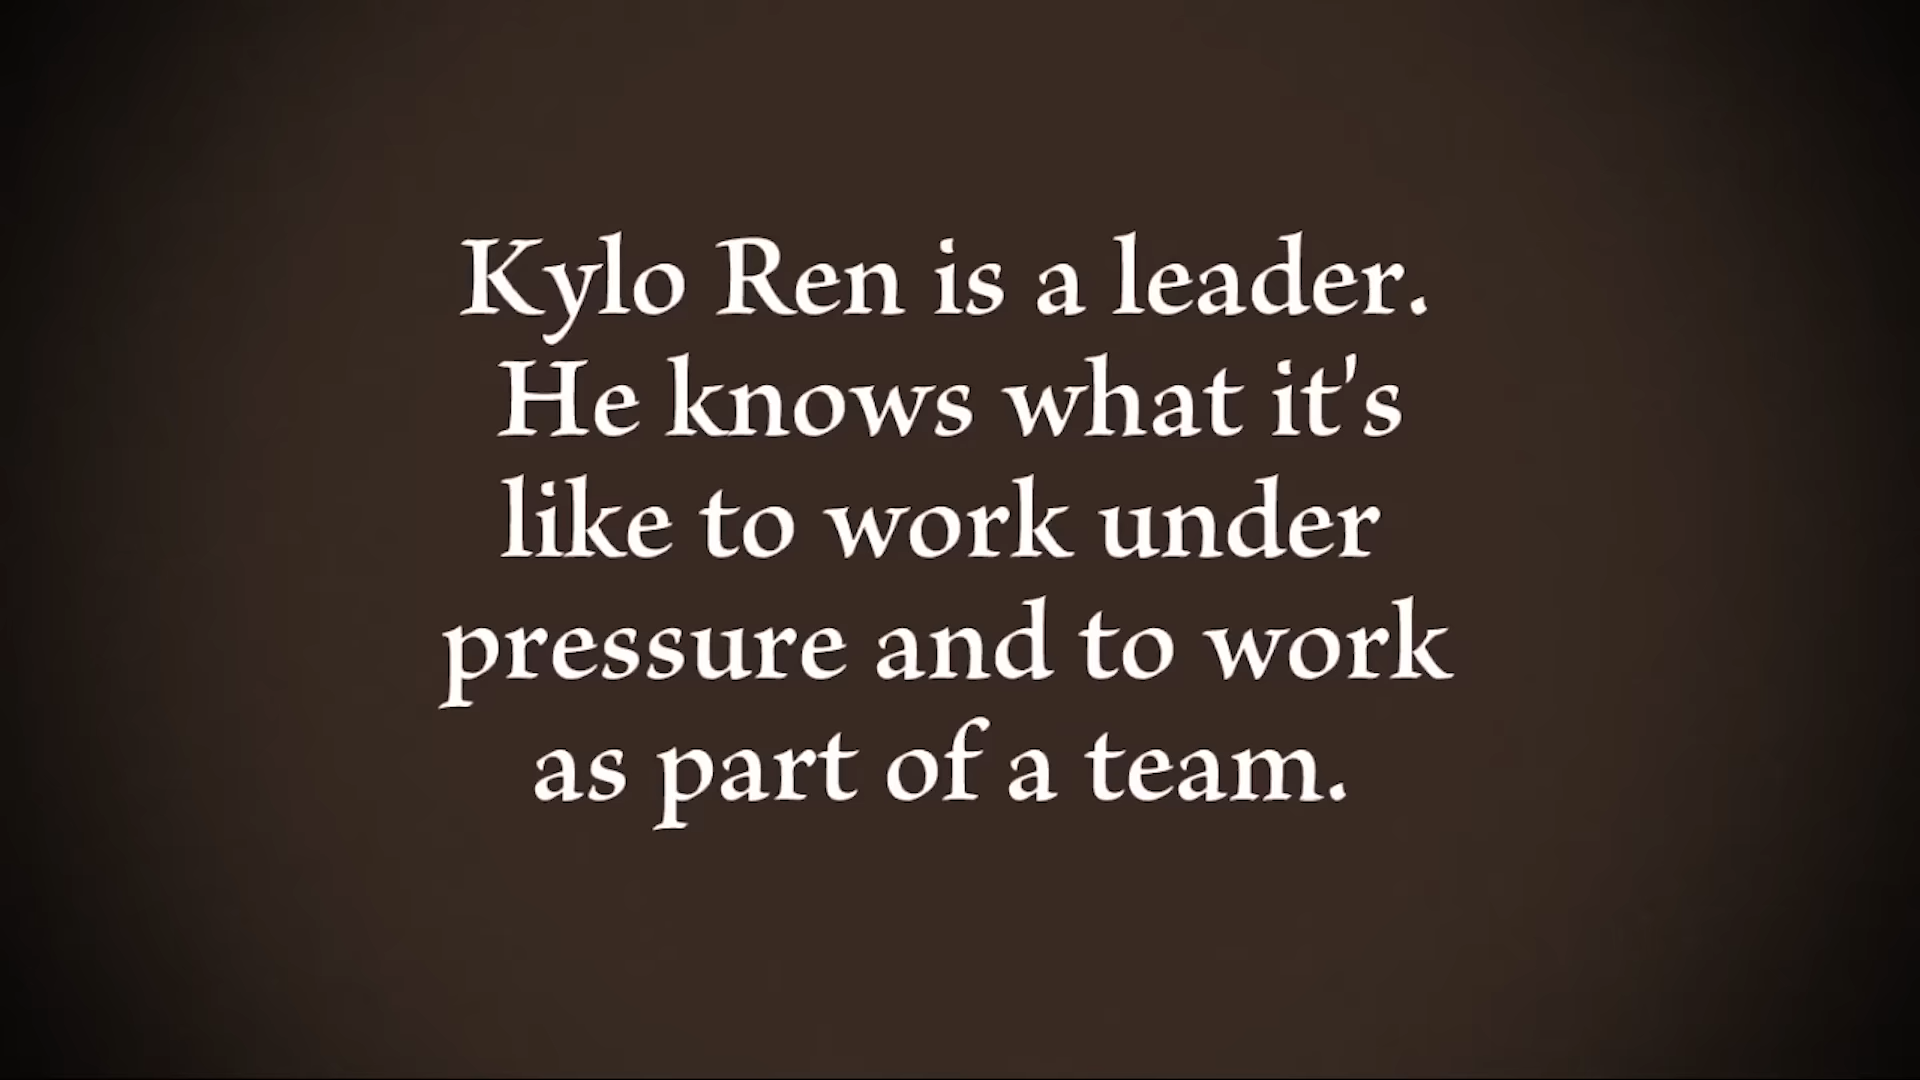 Kylo Ren is a leader.
He knows what it's
like to work under
pressure and to work
as part of a team.